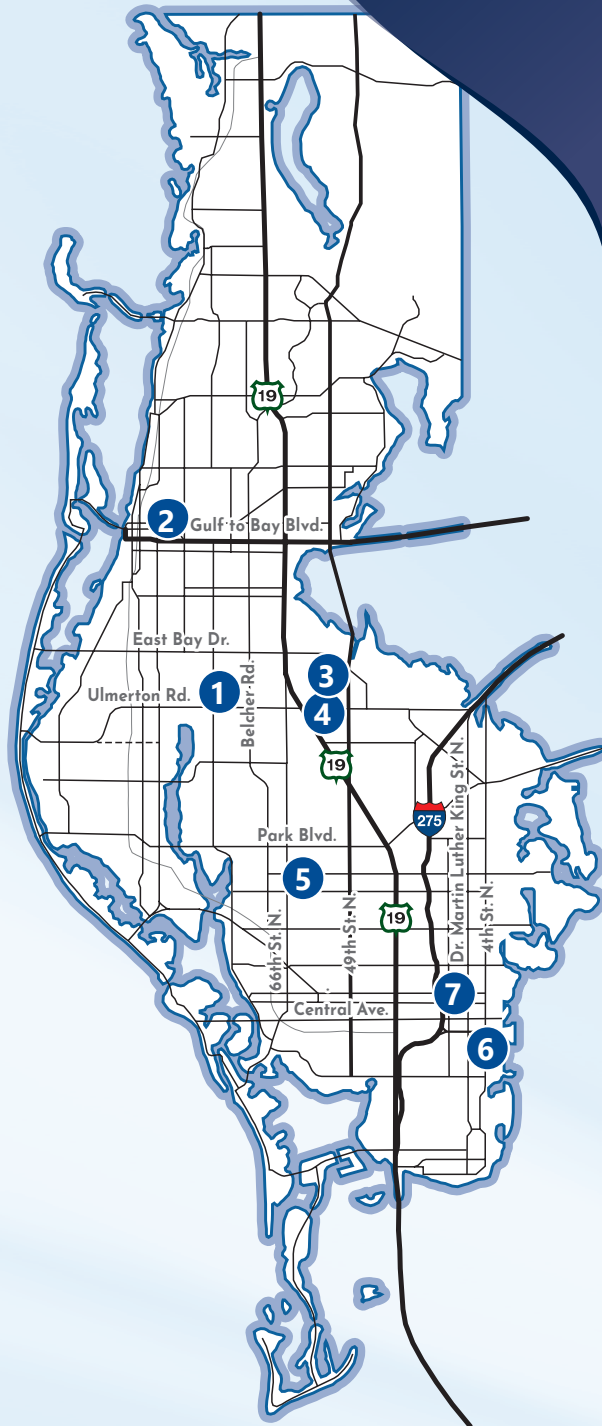 19
2
Gulf to Bay Blvd.
East Bay Dr.
3
1
Ulmerton Rd.
Belcher Rd.
4
19
275
Dr. Martin Luther King St. N.
Park Blvd.
5
66th St. N.
49th St. N.
19
4th St. N.
7
Central Ave.
6